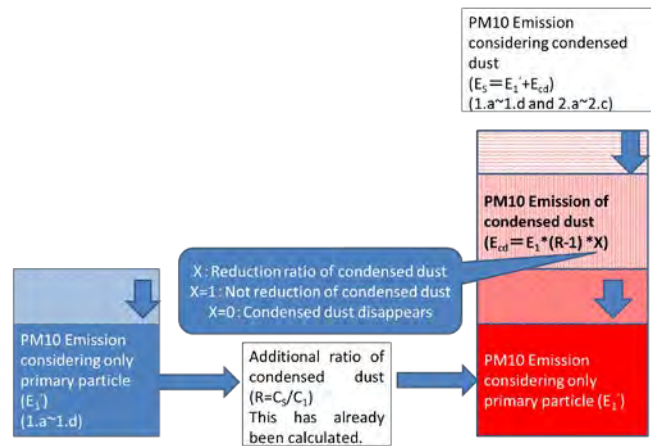 PM10 Emission
considering condensed
dust
(Es＝E1'+Ecd)
(1.a~1.d and 2.a~2.c)
PM10 Emission of
condensed dust
(Ecd＝E1*(R-1)*X)
X：Reduction ratio of condensed dust
X=1：Not reduction of condensed dust
X=0：Condensed dust disappears
PM10 Emission
considering only
primary particle
(E1')
(1.a~1.d)
Additional ratio of
condensed dust
(R=Cs/C1)
This has already
been calculated.
PM10 Emission
considering only
primary particle (E1')